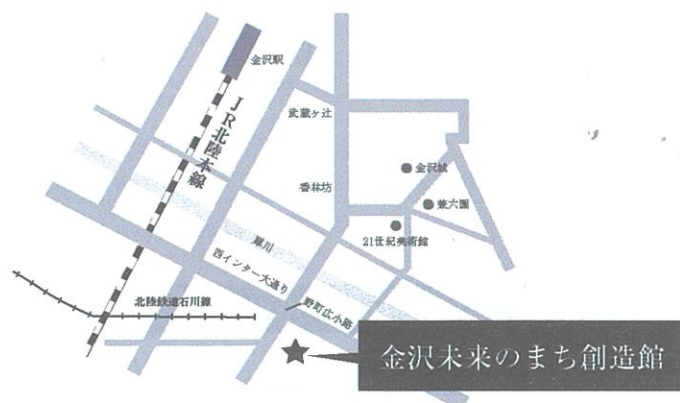 金沢駅
JR北陸本線
武蔵ヶ辻
金沢城
香林坊
兼六園
21世紀美術館
犀川
西インター大通り
野町広小路
北陸鉄道石川線
金沢未来のまち創造館